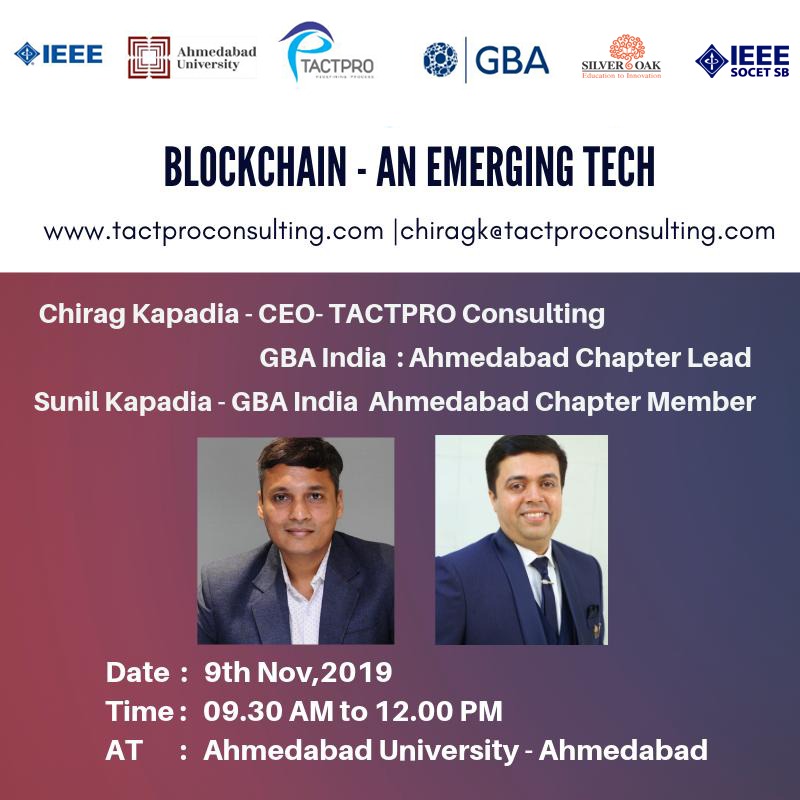 IEEE
Ahmedabad
University
TACTPRO
REDEFINING PROCESS
GBA
SILVER OAK
Education to Innovation
IEEE
SOCET SB
BLOCKCHAIN - AN EMERGING TECH
www.tactproconsulting.com |chiragk@tactproconsulting.com
Chirag Kapadia - CEO- TACTPRO Consulting
GBA India : Ahmedabad Chapter Lead
Sunil Kapadia - GBA India Ahmedabad Chapter Member
Date : 9th Nov,2019
Time : 09.30 AM to 12.00 PM
AT : Ahmedabad University - Ahmedabad